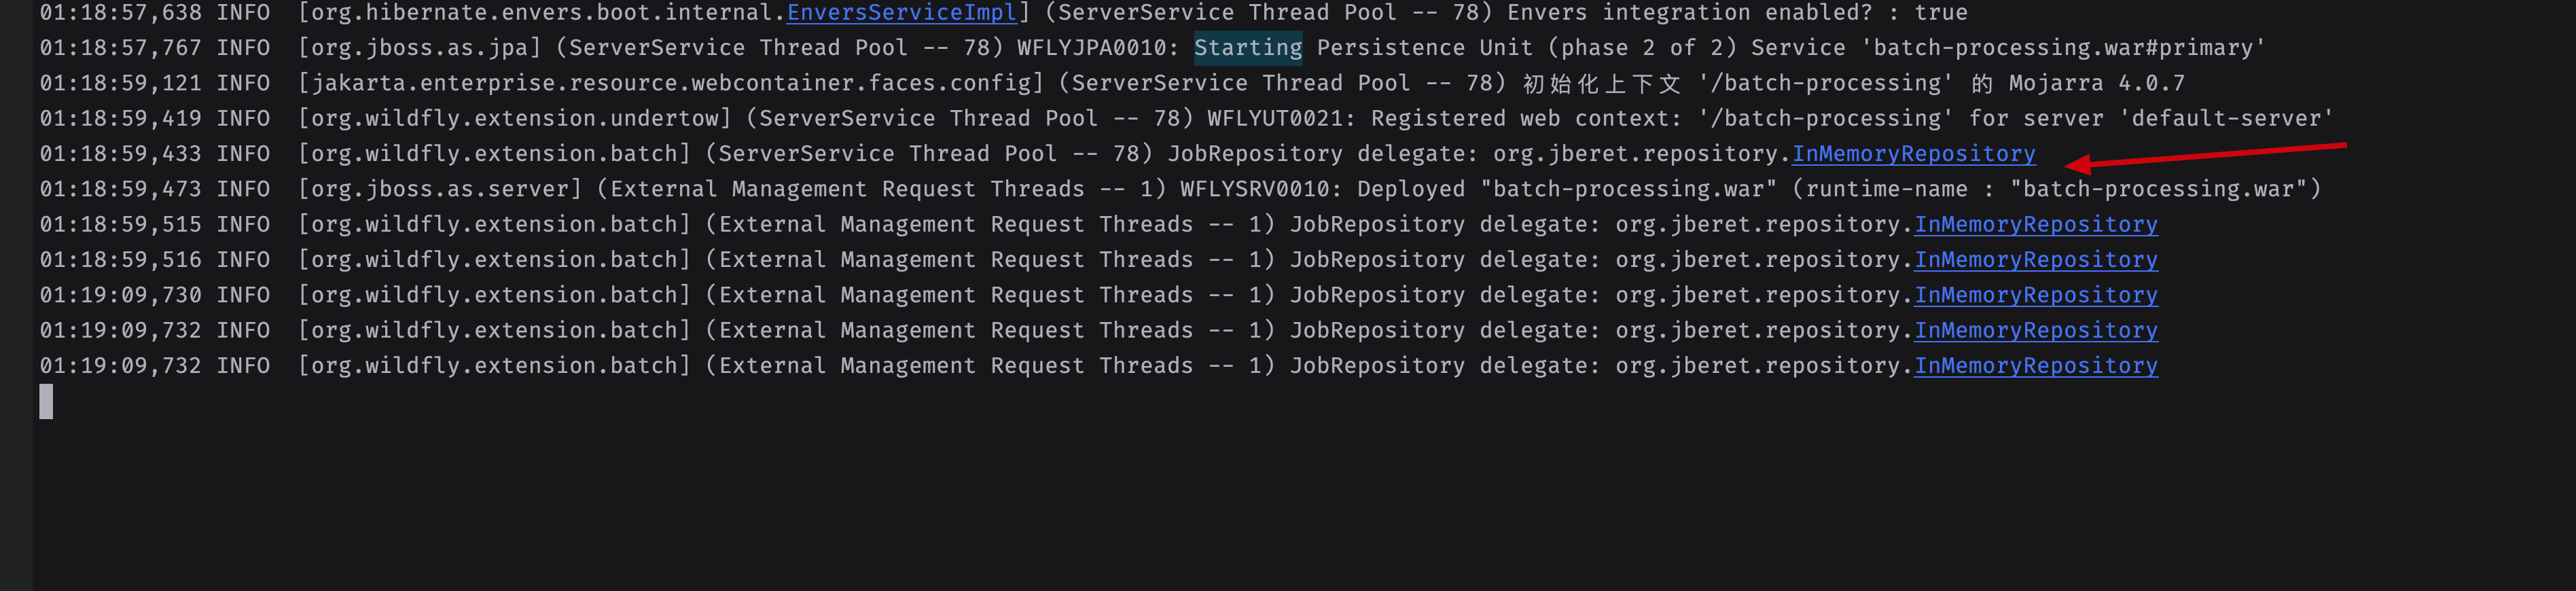 01:18:57,638 INFO  [org.hibernate.envers.boot.internal.EnversServiceImpl] (ServerService Thread Pool -- 78) Envers integration enabled? : true
01:18:57,767 INFO  [org.jboss.as.jpa] (ServerService Thread Pool -- 78) WFLYJPA0010: Starting Persistence Unit (phase 2 of 2) Service 'batch-processing.war#primary'
01:18:59,121 INFO  [jakarta.enterprise.resource.webcontainer.faces.config] (ServerService Thread Pool -- 78) 初始化上下文 '/batch-processing' 的 Mojarra 4.0.7
01:18:59,419 INFO  [org.wildfly.extension.undertow] (ServerService Thread Pool -- 78) WFLYUT0021: Registered web context: '/batch-processing' for server 'default-server'
01:18:59,433 INFO  [org.wildfly.extension.batch] (ServerService Thread Pool -- 78) JobRepository delegate: org.jberet.repository.InMemoryRepository
01:18:59,473 INFO  [org.jboss.as.server] (External Management Request Threads -- 1) WFLYSRV0010: Deployed "batch-processing.war" (runtime-name : "batch-processing.war")
01:18:59,515 INFO  [org.wildfly.extension.batch] (External Management Request Threads -- 1) JobRepository delegate: org.jberet.repository.InMemoryRepository
01:18:59,516 INFO  [org.wildfly.extension.batch] (External Management Request Threads -- 1) JobRepository delegate: org.jberet.repository.InMemoryRepository
01:19:09,730 INFO  [org.wildfly.extension.batch] (External Management Request Threads -- 1) JobRepository delegate: org.jberet.repository.InMemoryRepository
01:19:09,732 INFO  [org.wildfly.extension.batch] (External Management Request Threads -- 1) JobRepository delegate: org.jberet.repository.InMemoryRepository
01:19:09,732 INFO  [org.wildfly.extension.batch] (External Management Request Threads -- 1) JobRepository delegate: org.jberet.repository.InMemoryRepository